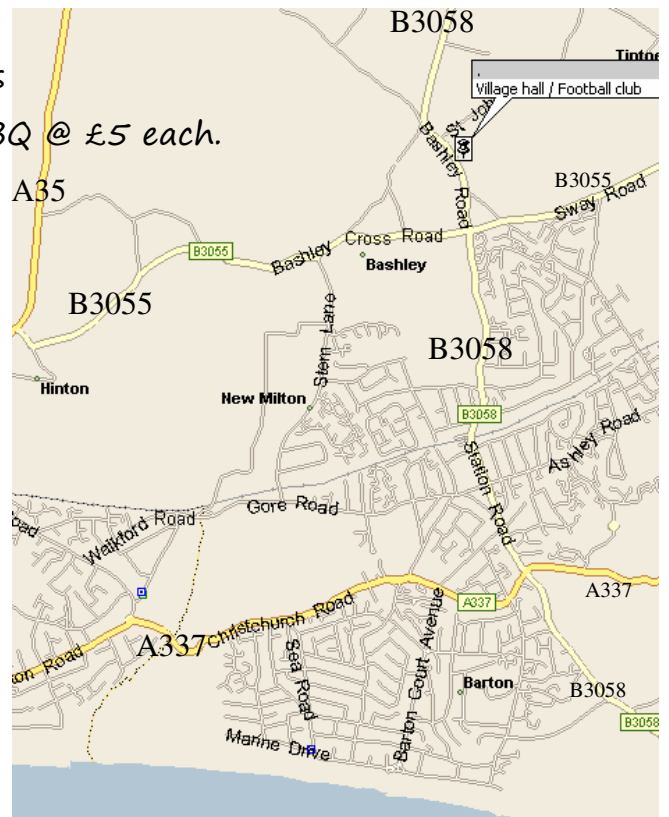 B3058
Village hall / Football club
Bashley Road
BQ @ £5 each.
A35
B3055
Sway Road
B3055
Bashley Cross Road
Bashley
B3055
Stem Lane
B3058
Hinton
New Milton
B3058
Station Road
Ashley Road
Gore Road
Walkford Road
A337
A337
Christchurch Road
A337
Sea Road
Barton Court Avenue
Barton
B3058
B3058
Marine Drive
Road